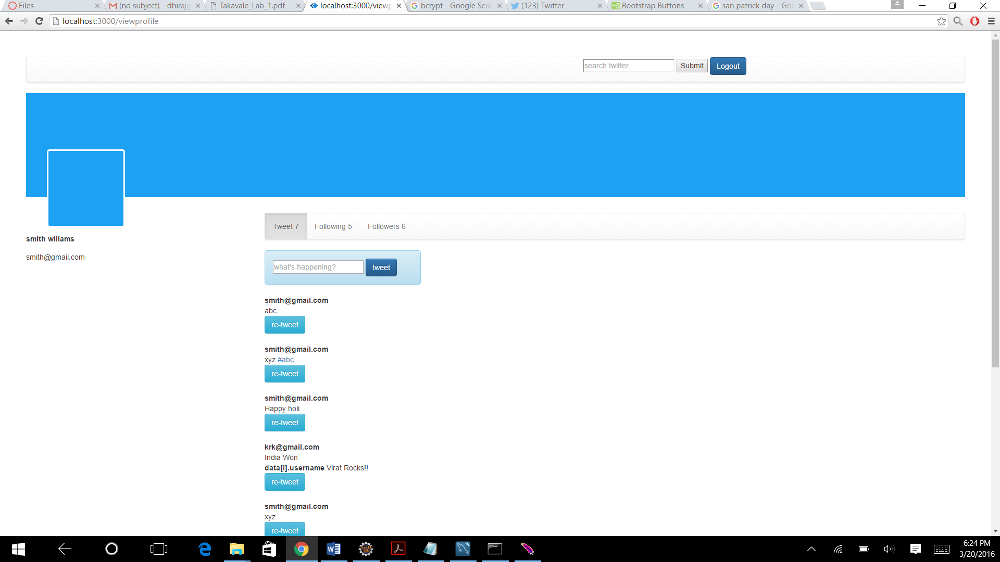 Files
(no subject) - dhiraj
Takavale_Lab_1.pdf
localhost:3000/viewp
bcrypt - Google Sea
(123) Twitter
Bootstrap Buttons
san patrick day - Go
localhost:3000/viewprofile
search twitter Submit Logout
Tweet 7 Following 5 Followers 6
smith willams
smith@gmail.com
what's happening? tweet
smith@gmail.com
abc.
re-tweet
smith@gmail.com
xyz #abc.
re-tweet
smith@gmail.com
Happy holi
re-tweet
krk@gmail.com
India Won
data[i].username Virat Rocks!!
re-tweet
smith@gmail.com
xyz
re-tweet
6:24 PM
3/20/2016